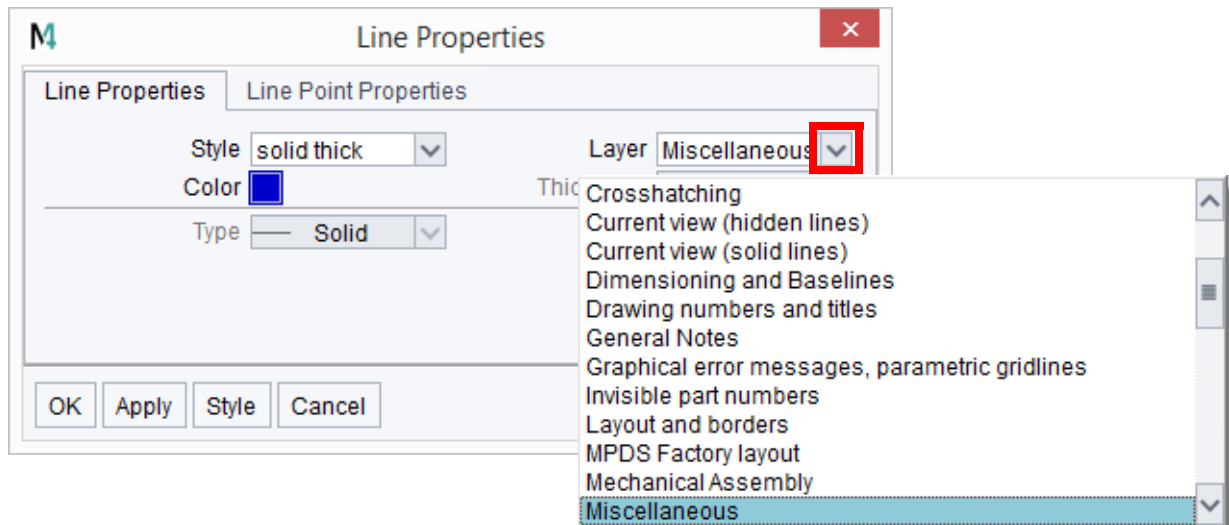 M4
Line Properties
Line Properties
Line Point Properties
Style
solid thick
Layer
Miscellaneous
Color
Thic
Type
Solid
Crosshatching
Current view (hidden lines)
Current view (solid lines)
Dimensioning and Baselines
Drawing numbers and titles
General Notes
Graphical error messages, parametric gridlines
Invisible part numbers
Layout and borders
MPDS Factory layout
Mechanical Assembly
Miscellaneous
OK
Apply
Style
Cancel